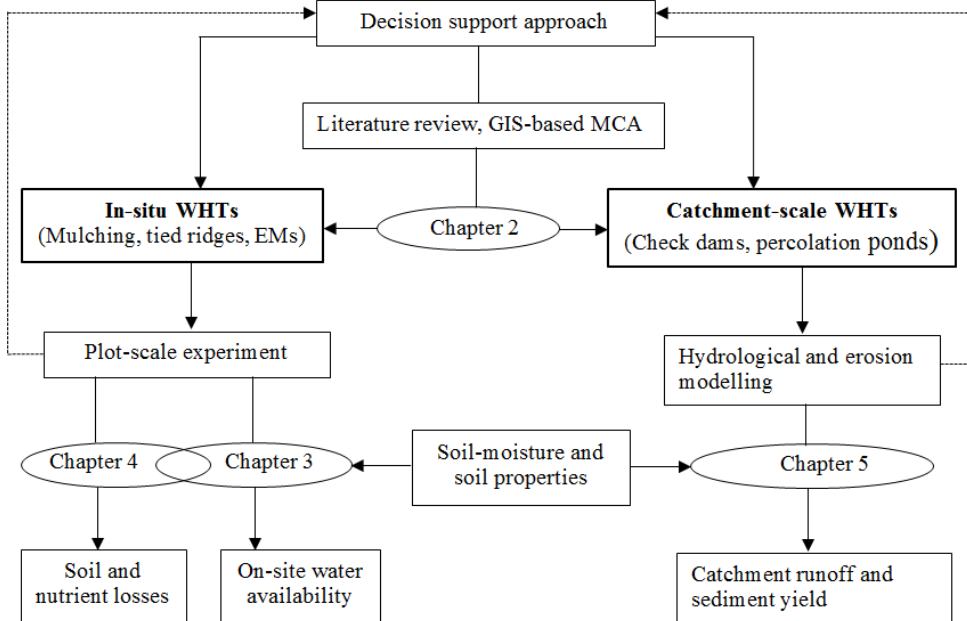 Decision support approach
Literature review, GIS-based MCA
In-situ WHTs
(Mulching, tied ridges, EMs)
Chapter 2
Catchment-scale WHTs
(Check dams, percolation ponds)
Plot-scale experiment
Hydrological and erosion
modelling
Chapter 4
Chapter 3
Soil-moisture and
soil properties
Chapter 5
Soil and
nutrient losses
On-site water
availability
Catchment runoff and
sediment yield